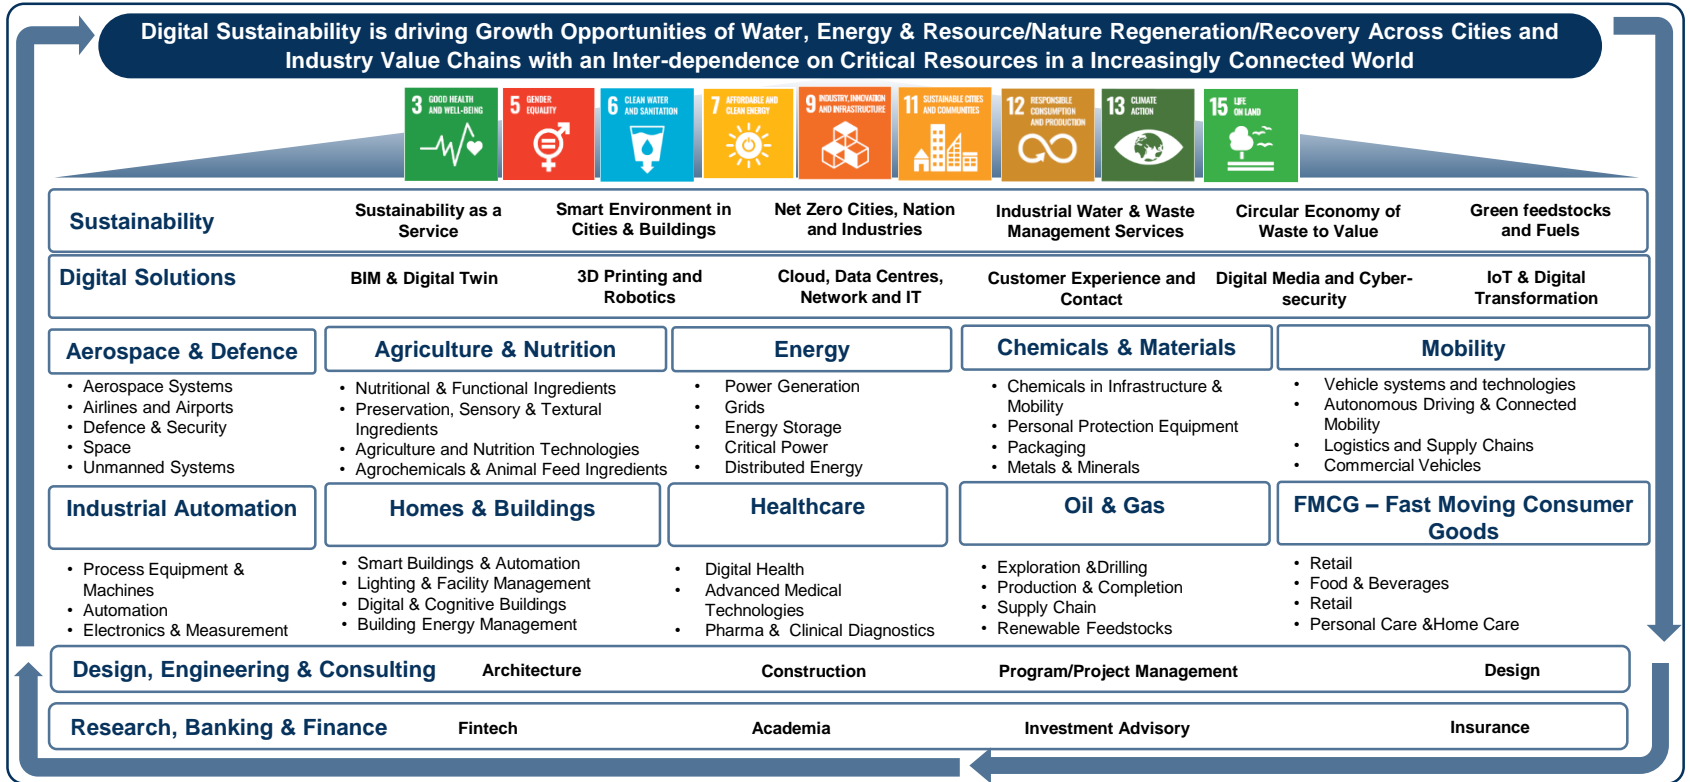 Digital Sustainability is driving Growth Opportunities of Water, Energy & Resource/Nature Regeneration/Recovery Across Cities and
Industry Value Chains with an Inter-dependence on Critical Resources in a Increasingly Connected World
3 GOOD HEALTH
AND WELL-BEING
5 GENDER
EQUALITY
6 CLEAN WATER
AND SANITATION
7 AFFORDABLE AND
CLEAN ENERGY
9 INDUSTRY, INNOVATION
AND INFRASTRUCTURE
11 SUSTAINABLE CITIES
AND COMMUNITIES
12 RESPONSIBLE
CONSUMPTION
AND PRODUCTION
13 CLIMATE
ACTION
15 LIFE
ON LAND
Sustainability
Sustainability as a
Service
Smart Environment in
Cities & Buildings
Net Zero Cities, Nation
and Industries
Industrial Water & Waste
Management Services
Circular Economy of
Waste to Value
Green feedstocks
and Fuels
Digital Solutions
BIM & Digital Twin
3D Printing and
Robotics
Cloud, Data Centres,
Network and IT
Customer Experience and
Contact
Digital Media and Cyber-
security
IoT & Digital
Transformation
Aerospace & Defence
• Aerospace Systems
• Airlines and Airports
• Defence & Security
• Space
• Unmanned Systems
Agriculture & Nutrition
• Nutritional & Functional Ingredients
• Preservation, Sensory & Textural
Ingredients
• Agriculture and Nutrition Technologies
• Agrochemicals & Animal Feed Ingredients
Energy
• Power Generation
• Grids
• Energy Storage
• Critical Power
• Distributed Energy
Chemicals & Materials
• Chemicals in Infrastructure &
Mobility
• Personal Protection Equipment
• Packaging
• Metals & Minerals
Mobility
• Vehicle systems and technologies
• Autonomous Driving & Connected
Mobility
• Logistics and Supply Chains
• Commercial Vehicles
Industrial Automation
• Process Equipment &
Machines
• Automation
• Electronics & Measurement
Homes & Buildings
• Smart Buildings & Automation
• Lighting & Facility Management
• Digital & Cognitive Buildings
• Building Energy Management
Healthcare
• Digital Health
• Advanced Medical
Technologies
• Pharma & Clinical Diagnostics
Oil & Gas
• Exploration &Drilling
• Production & Completion
• Supply Chain
• Renewable Feedstocks
FMCG – Fast Moving Consumer
Goods
• Retail
• Food & Beverages
• Retail
• Personal Care &Home Care
Design, Engineering & Consulting
Architecture
Construction
Program/Project Management
Design
Research, Banking & Finance
Fintech
Academia
Investment Advisory
Insurance